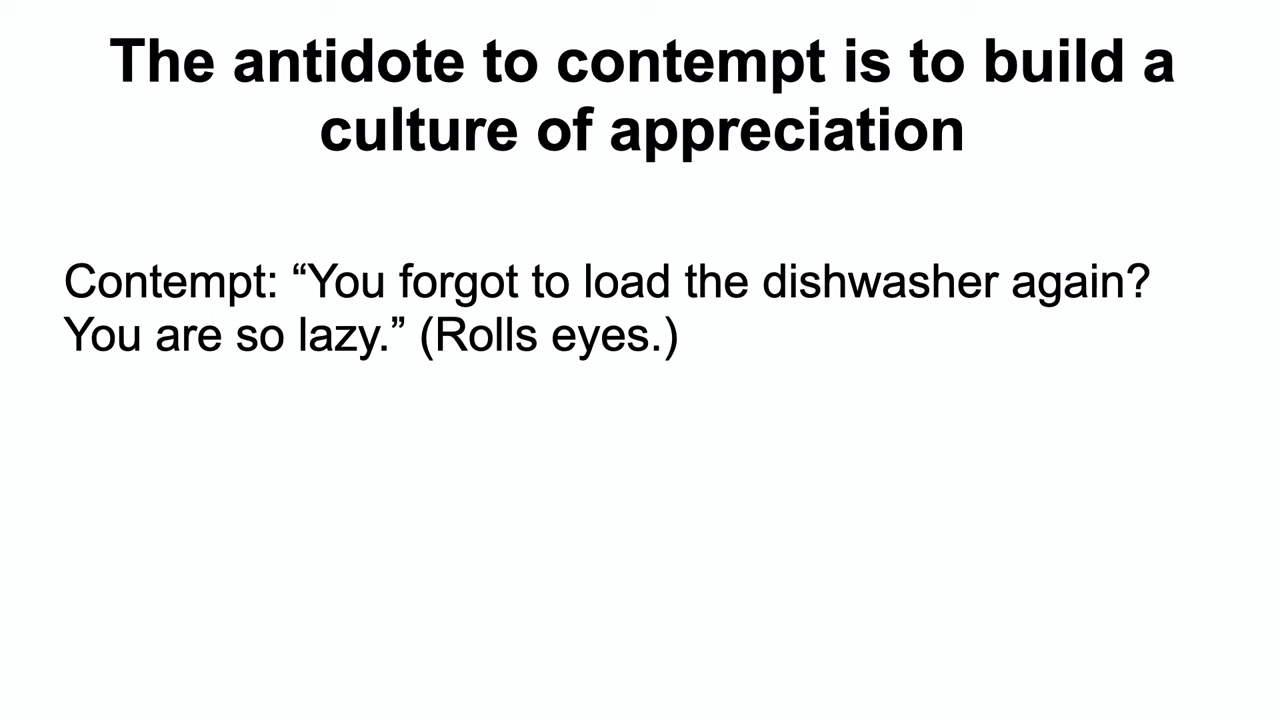 The antidote to contempt is to build a
culture of appreciation
Contempt: “You forgot to load the dishwasher again?
You are so lazy.” (Rolls eyes.)